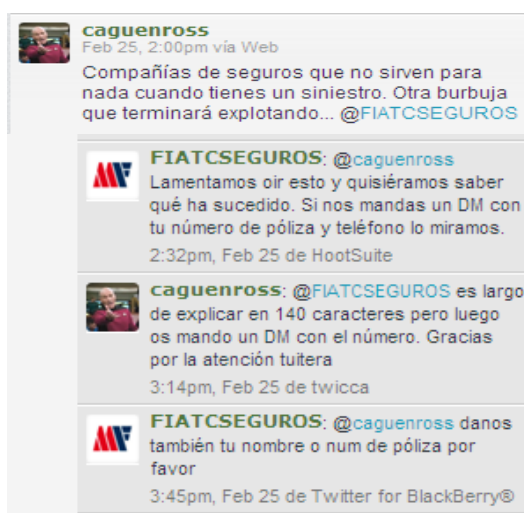 caguenross
Feb 25, 2:00pm vía Web
Compañías de seguros que no sirven para
nada cuando tienes un siniestro. Otra burbuja
que terminará explotando... @FIATCSEGUROS
FIATCSEGUROS: @caguenross
Lamentamos oir esto y quisiéramos saber
qué ha sucedido. Si nos mandas un DM con
tu número de póliza y teléfono lo miramos.
2:32pm, Feb 25 de HootSuite
caguenross: @FIATCSEGUROS es largo
de explicar en 140 caracteres pero luego
os mando un DM con el número. Gracias
por la atención tuitera
3:14pm, Feb 25 de twicca
FIATCSEGUROS: @caguenross danos
también tu nombre o num de póliza por
favor
3:45pm, Feb 25 de Twitter for BlackBerry®